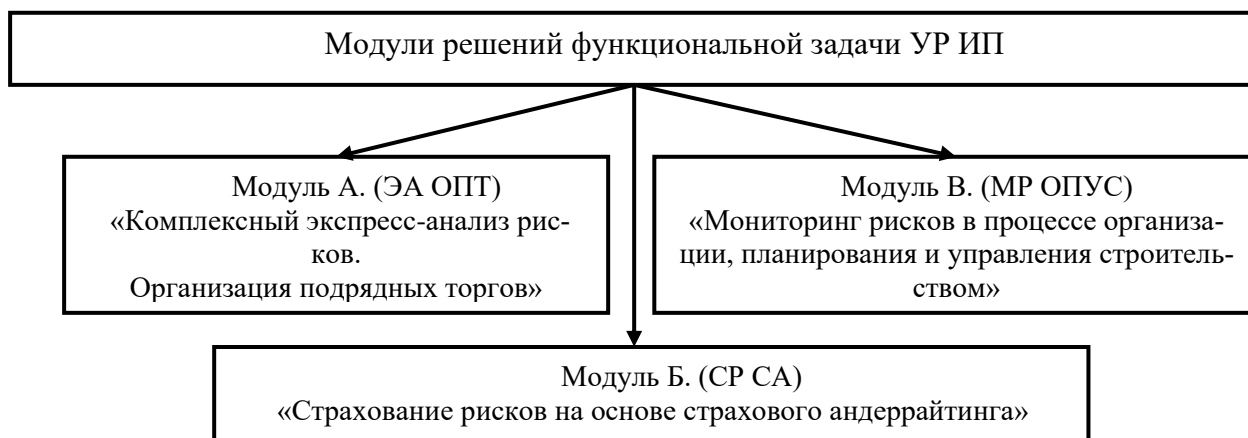 Модули решений функциональной задачи УР ИП
Модуль А. (ЭА ОПТ)
«Комплексный экспресс-анализ рис-
ков.
Организация подрядных торгов»
Модуль В. (МР ОПУС)
«Мониторинг рисков в процессе организа-
ции, планирования и управления строитель-
ством»
Модуль Б. (СР СА)
«Страхование рисков на основе страхового андеррайтинга»